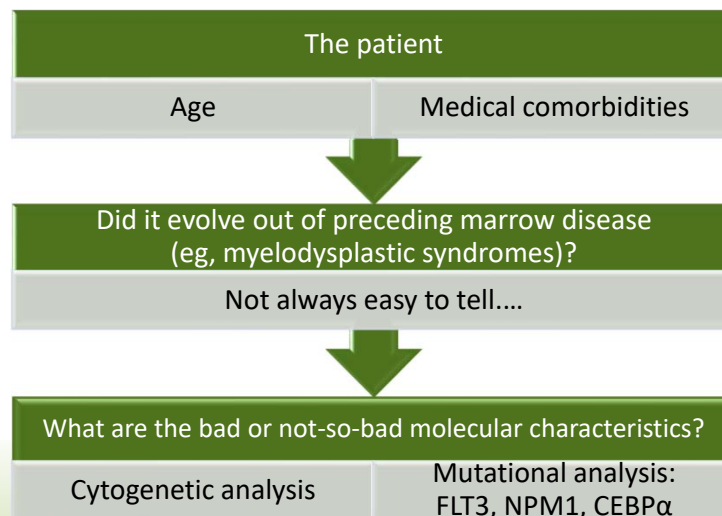 The patient
Age
Medical comorbidities
Did it evolve out of preceding marrow disease
(eg, myelodysplastic syndromes)?
Not always easy to tell....
What are the bad or not-so-bad molecular characteristics?
Cytogenetic analysis
Mutational analysis:
FLT3, NPM1, CEBPα